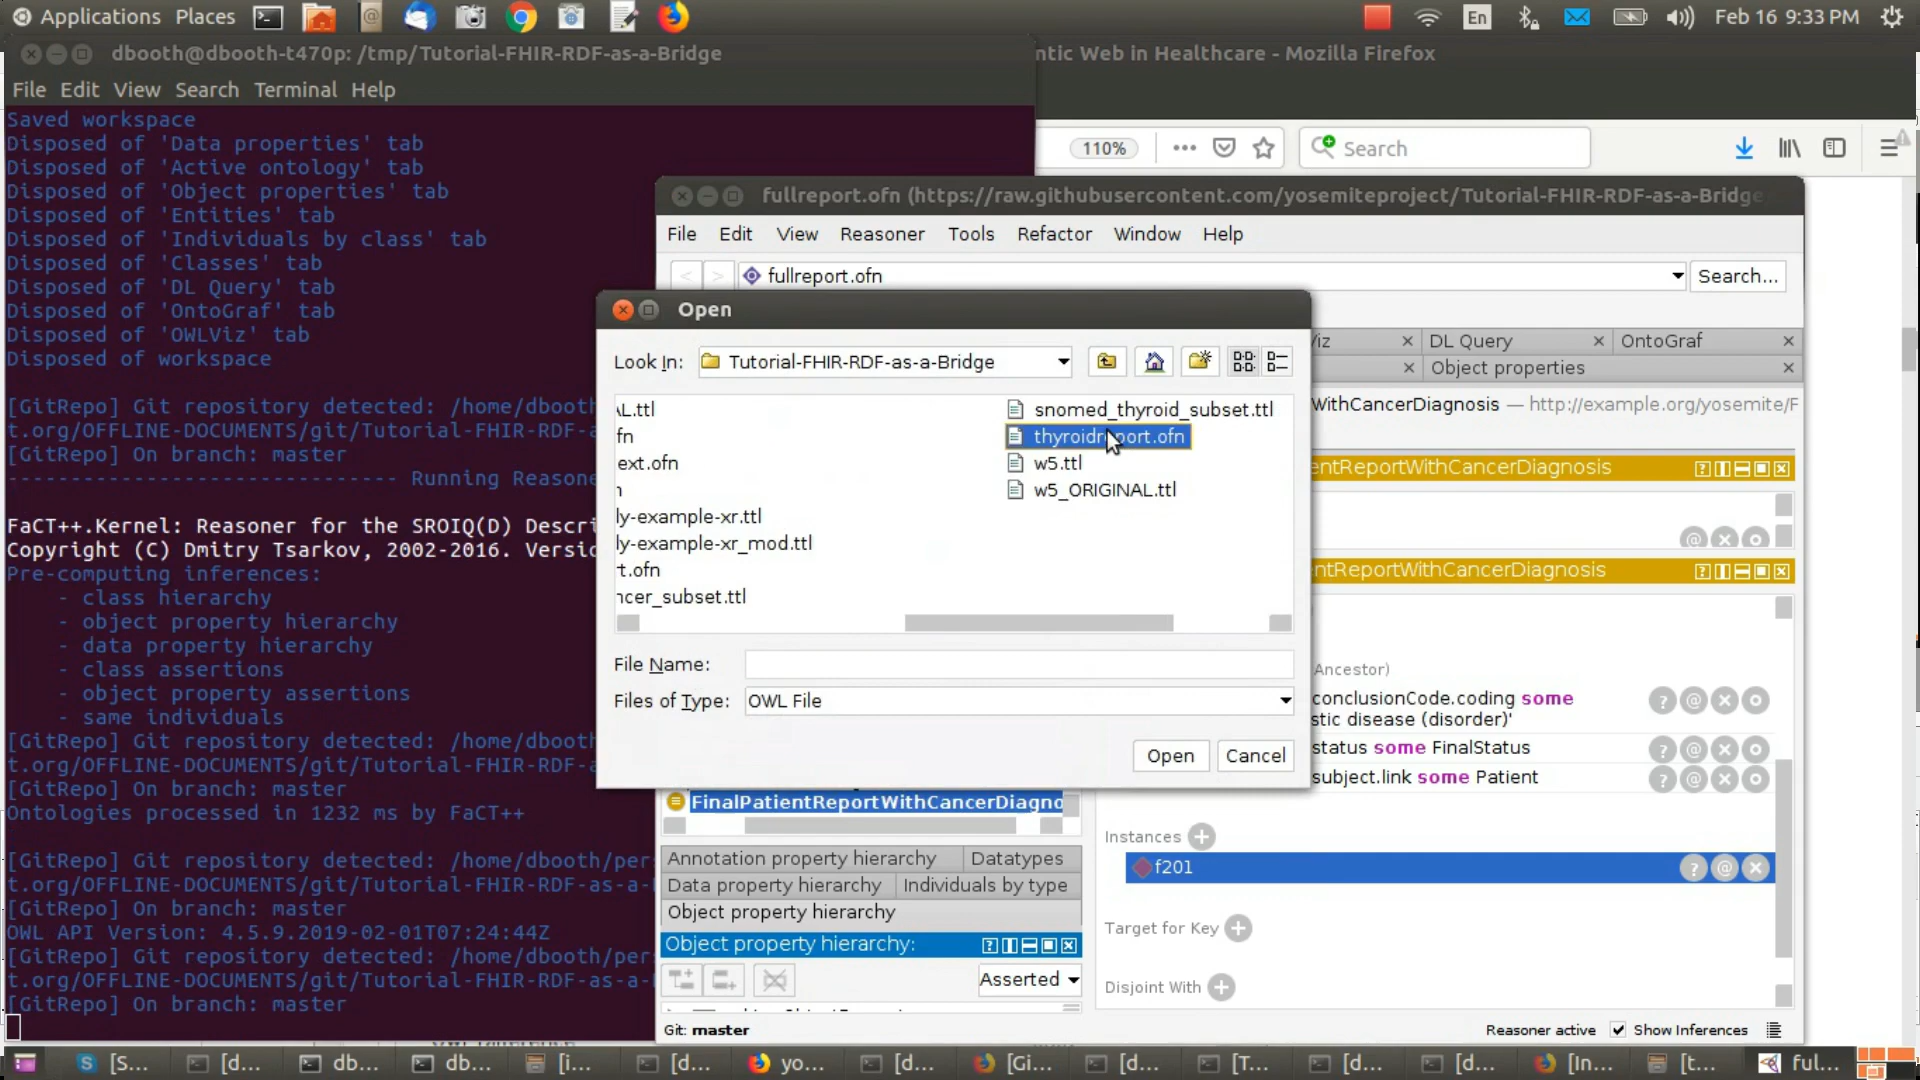 Applications Places
En
Feb 16 9:33 PM
dbooth@dbooth-t470p: /tmp/Tutorial-FHIR-RDF-as-a-Bridge
ntic Web in Healthcare - Mozilla Firefox
File Edit View Search Terminal Help
Saved workspace
Disposed of 'Data properties' tab
Disposed of 'Active ontology' tab
Disposed of 'Object properties' tab
Disposed of 'Entities' tab
Disposed of 'Individuals by class' tab
Disposed of 'Classes' tab
Disposed of 'DL Query' tab
Disposed of 'OntoGraf' tab
Disposed of 'OWLViz' tab
Disposed of workspace
[GitRepo] Git repository detected: /home/dbooth
t.org/OFFLINE-DOCUMENTS/git/Tutorial-FHIR-RDF-as
[GitRepo] On branch: master
-------------------------------- Running Reasone
FaCT++.Kernel: Reasoner for the SROIQ(D) Descri
Copyright (C) Dmitry Tsarkov, 2002-2016. Versio
Pre-computing inferences:
- class hierarchy
- object property hierarchy
- data property hierarchy
- class assertions
- object property assertions
- same individuals
[GitRepo] Git repository detected: /home/dbooth
t.org/OFFLINE-DOCUMENTS/git/Tutorial-FHIR-RDF-as
[GitRepo] On branch: master
Ontologies processed in 1232 ms by FaCT++
[GitRepo] Git repository detected: /home/dbooth/per
t.org/OFFLINE-DOCUMENTS/git/Tutorial-FHIR-RDF-as-a-
[GitRepo] On branch: master
OWL API Version: 4.5.9.2019-02-01T07:24:44Z
[GitRepo] Git repository detected: /home/dbooth/per
t.org/OFFLINE-DOCUMENTS/git/Tutorial-FHIR-RDF-as-a-
[GitRepo] On branch: master
110%
Search
fullreport.ofn (https://raw.githubusercontent.com/yosemiteproject/Tutorial-FHIR-RDF-as-a-Bridge
File Edit View Reasoner Tools Refactor Window Help
< > fullreport.ofn Search...
Open
Look In: Tutorial-FHIR-RDF-as-a-Bridge
.L.ttl
fn
ext.ofn
ly-example-xr.ttl
ly-example-xr_mod.ttl
t.ofn
ncer_subset.ttl
snomed_thyroid_subset.ttl
thyroidreport.ofn
w5.ttl
w5_ORIGINAL.ttl
File Name:
Files of Type: OWL File
Open Cancel
iz DL Query OntoGraf
Object properties
WithCancerDiagnosis — http://example.org/yosemite/F
entReportWithCancerDiagnosis
entReportWithCancerDiagnosis
Ancestor)
conclusionCode.coding some
stic disease (disorder)'
status some FinalStatus
subject.link some Patient
Instances
f201
Target for Key
Disjoint With
FinalPatientReportWithCancerDiagno
Annotation property hierarchy Datatypes
Data property hierarchy Individuals by type
Object property hierarchy
Object property hierarchy:
Asserted
Git: master
Reasoner active Show Inferences
[S... [d... db... db... [i... [d... yo... [d... [Gi... [d... [T... [d... [d... [In... [t... ful...